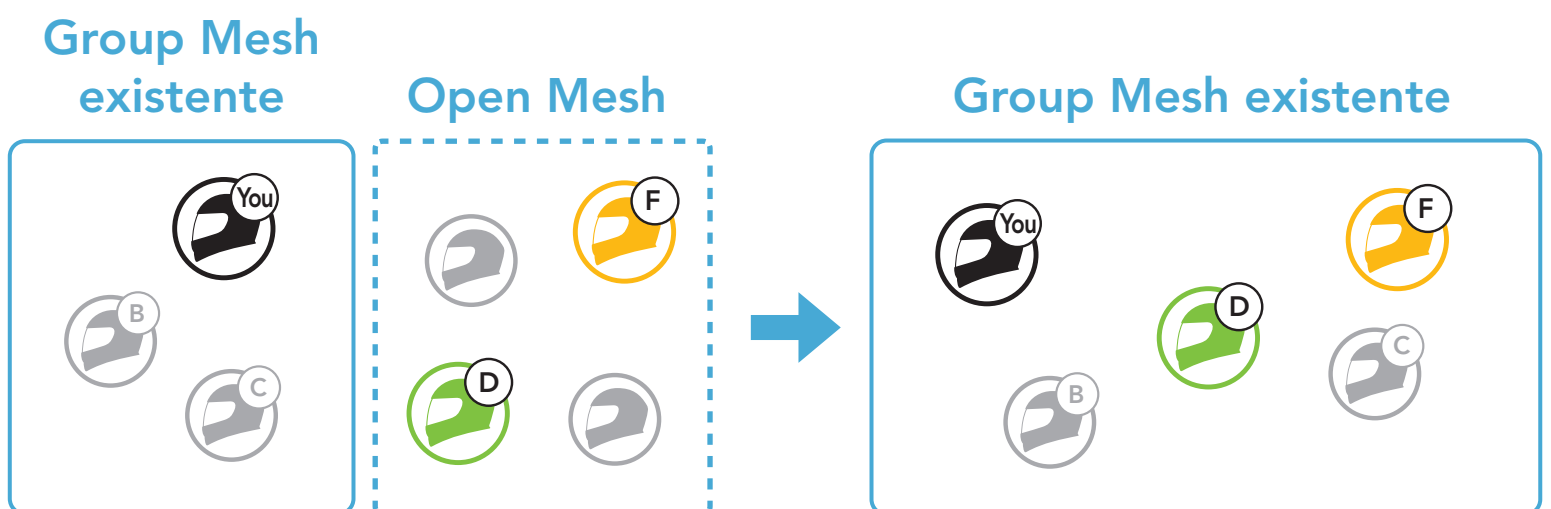 Group Mesh
existente
Open Mesh
Group Mesh existente
You
B
C
F
D
You
F
D
C
B